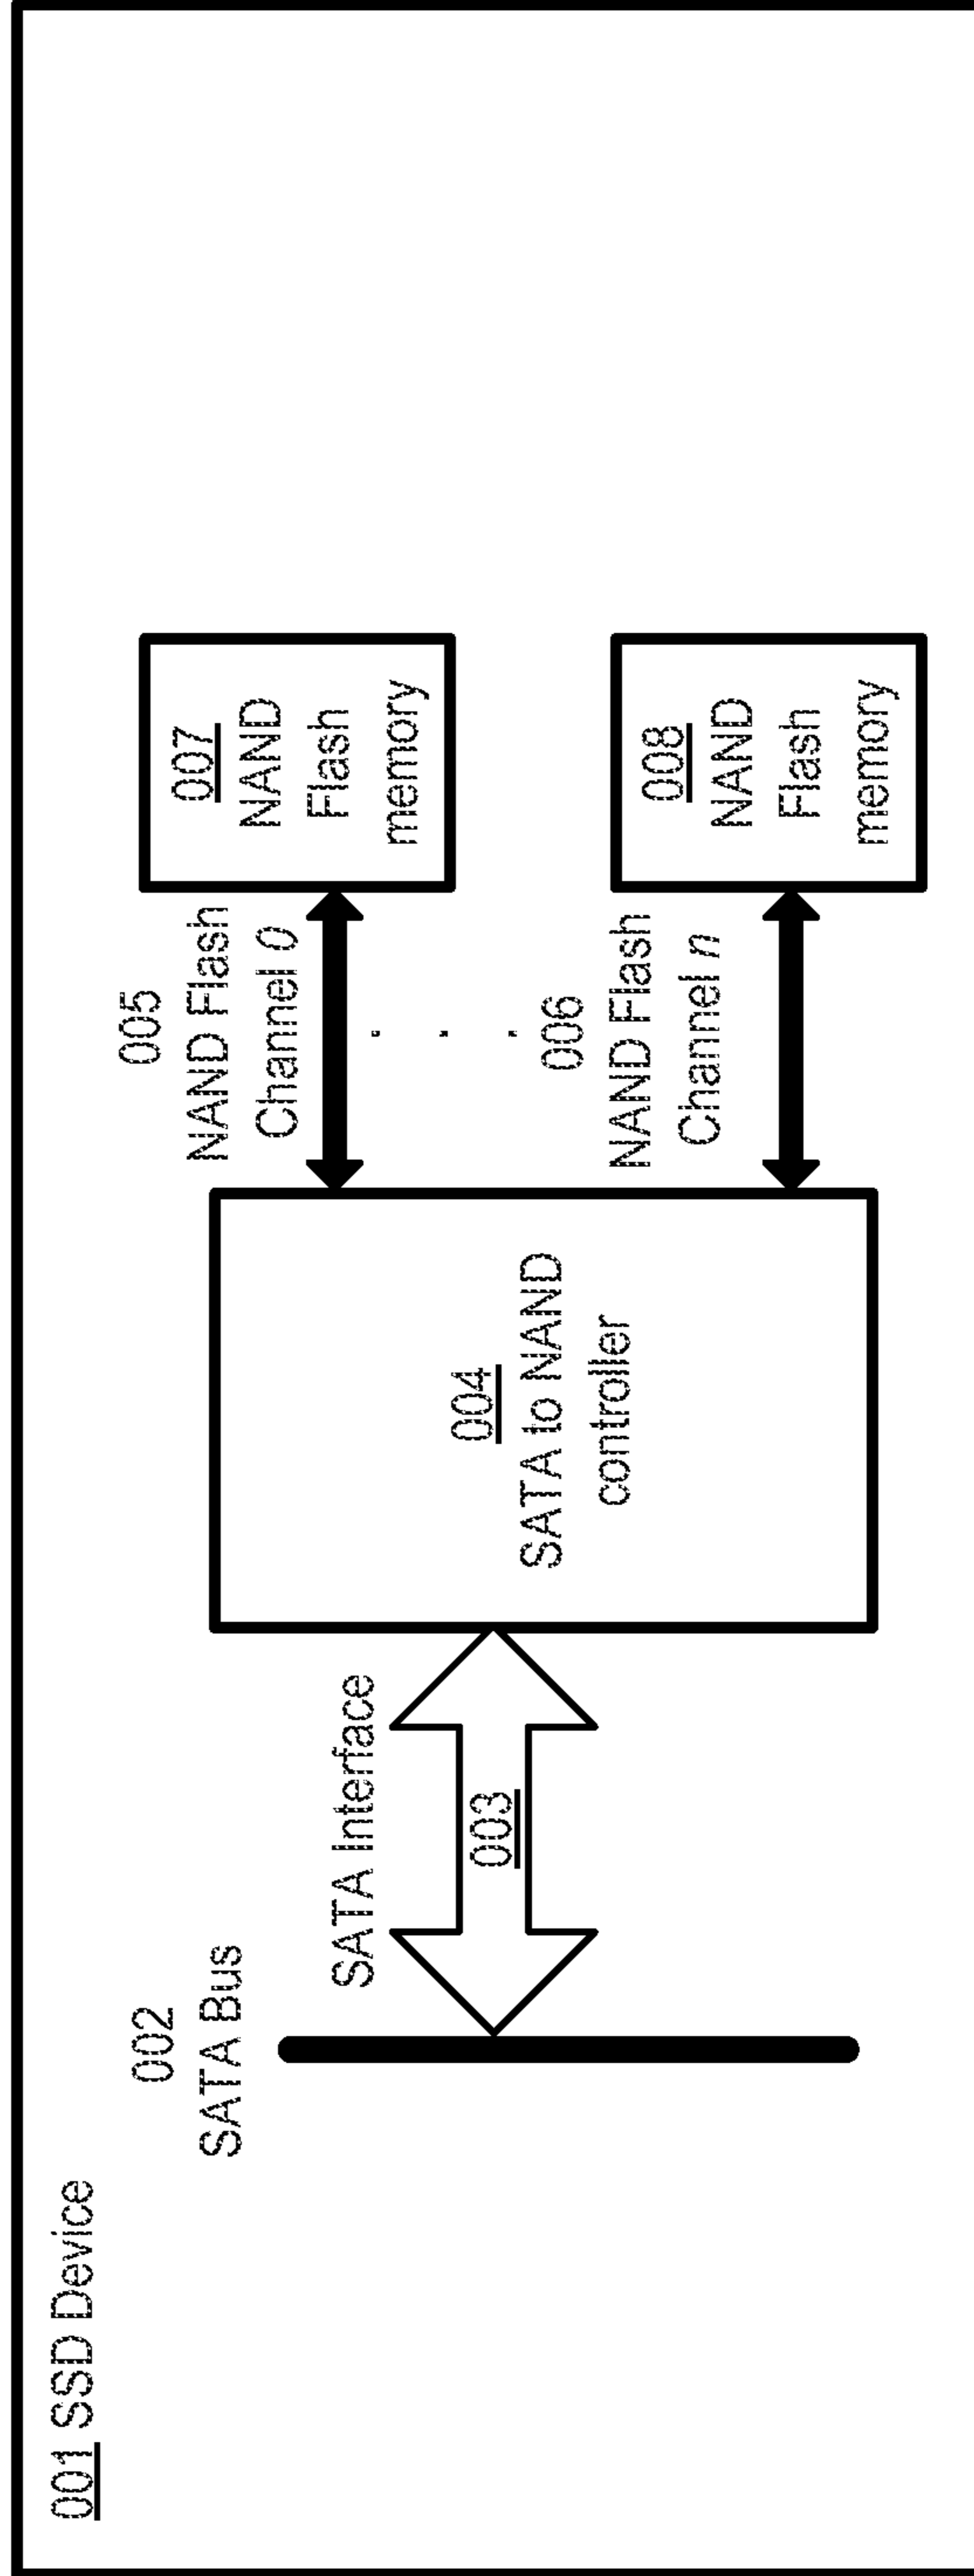 001 SSD Device
002
SATA Bus
SATA Interface
003
004
SATA to NAND
controller
005
NAND Flash
Channel 0
.
.
.
006
NAND Flash
Channel n
007
NAND
Flash
memory
008
NAND
Flash
memory